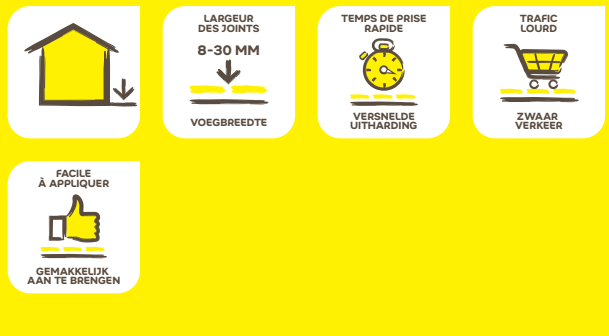 LARGEUR
DES JOINTS
8-30 MM
VOEGBREEDTE
TEMPS DE PRISE
RAPIDE
VERSNELDE
UITHARDING
TRAFIC
LOURD
ZWAAR
VERKEER
FACILE
À APPLIQUER
GEMAKKELIJK
AAN TE BRENGEN